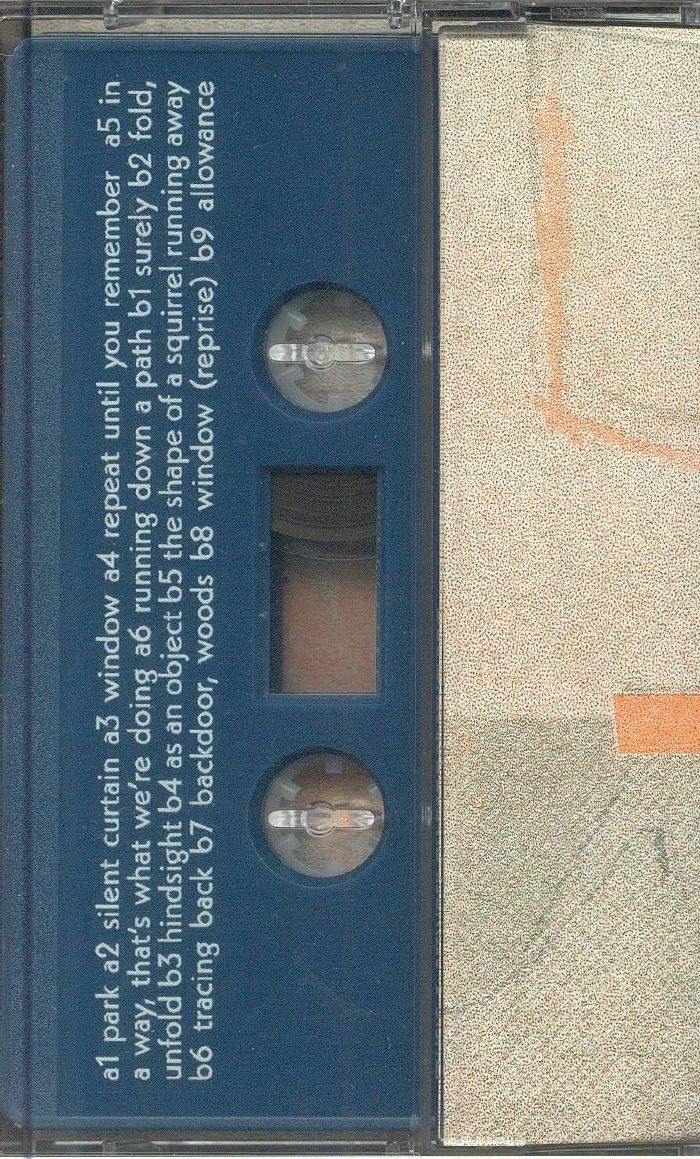 a1 park a2 silent curtain a3 window a4 repeat until you remember a5 in
a way, that's what we're doing a6 running down a path b1 surely b2 fold,
unfold b3 hindsight b4 as an object b5 the shape of a squirrel running away
b6 tracing back b7 backdoor, woods b8 window (reprise) b9 allowance